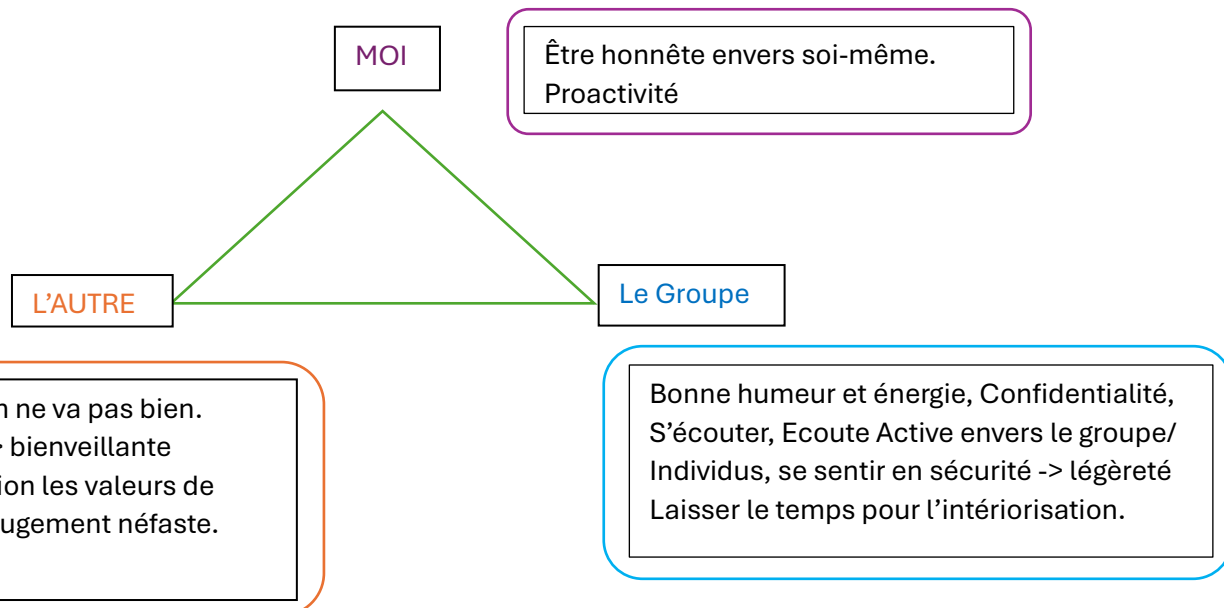 MOI
Être honnête envers soi-même.
Proactivité
L'AUTRE
Le Groupe
ne va pas bien.
bienveillante
les valeurs de
néfaste.
Bonne humeur et énergie, Confidentialité,
S'écouter, Ecoute Active envers le groupe/
Individus, se sentir en sécurité -> légèreté
Laisser le temps pour l'intériorisation.